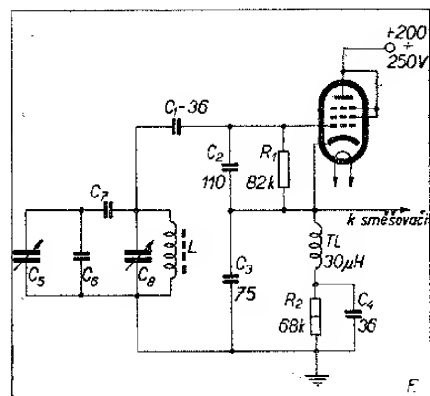 +200
÷
250V
C₁-36
C₂
110
R₁
82k
C₇
k směšovači
C₅
C₆
C₈
L
C₃
75
TL
30μH
R₂
68k
C₄
36